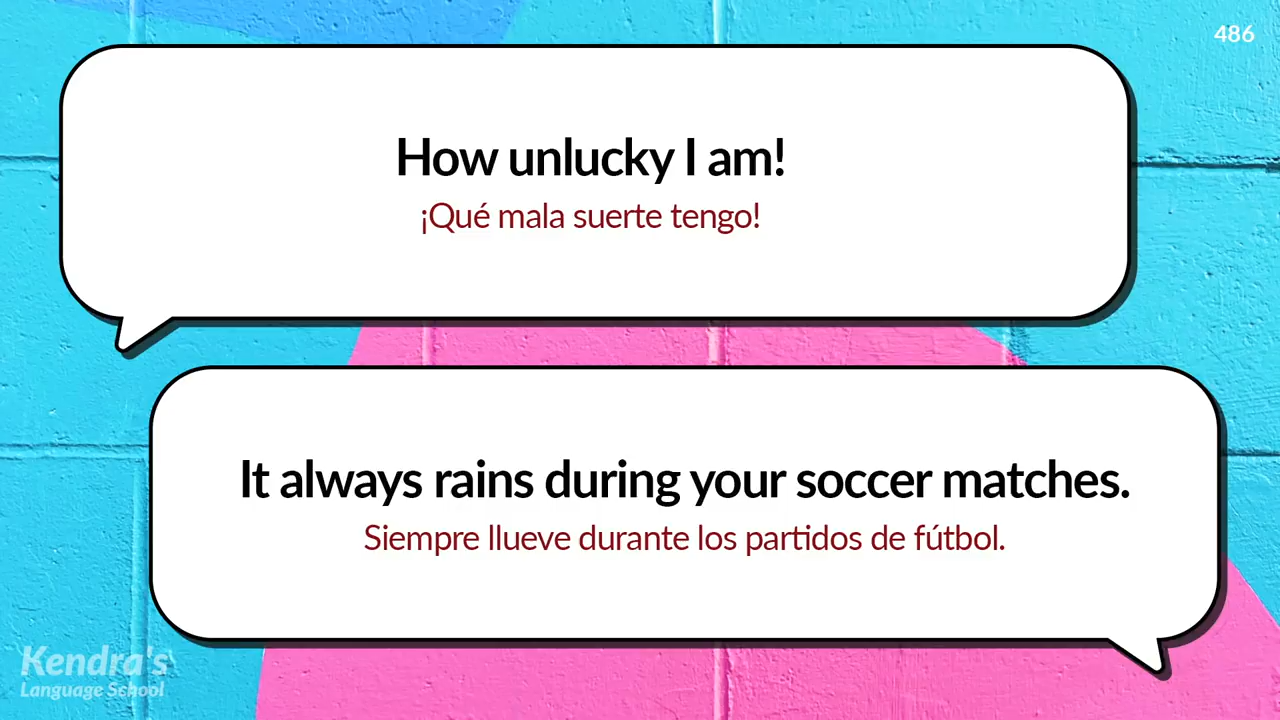 486
How unlucky I am!
¡Qué mala suerte tengo!
It always rains during your soccer matches.
Siempre llueve durante los partidos de fútbol.
Kendra's
Language School